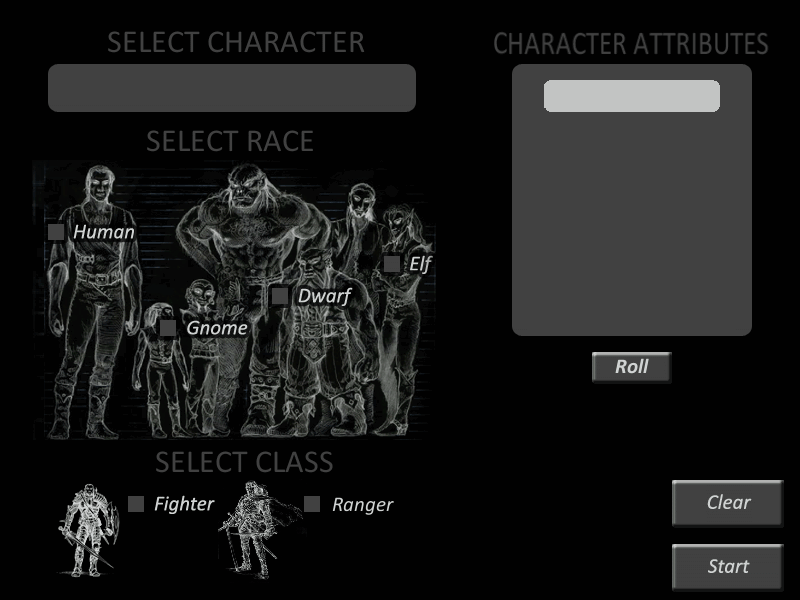 SELECT CHARACTER
CHARACTER ATTRIBUTES
SELECT RACE
Human
Elf
Dwarf
Gnome
Roll
SELECT CLASS
Fighter
Ranger
Clear
Start